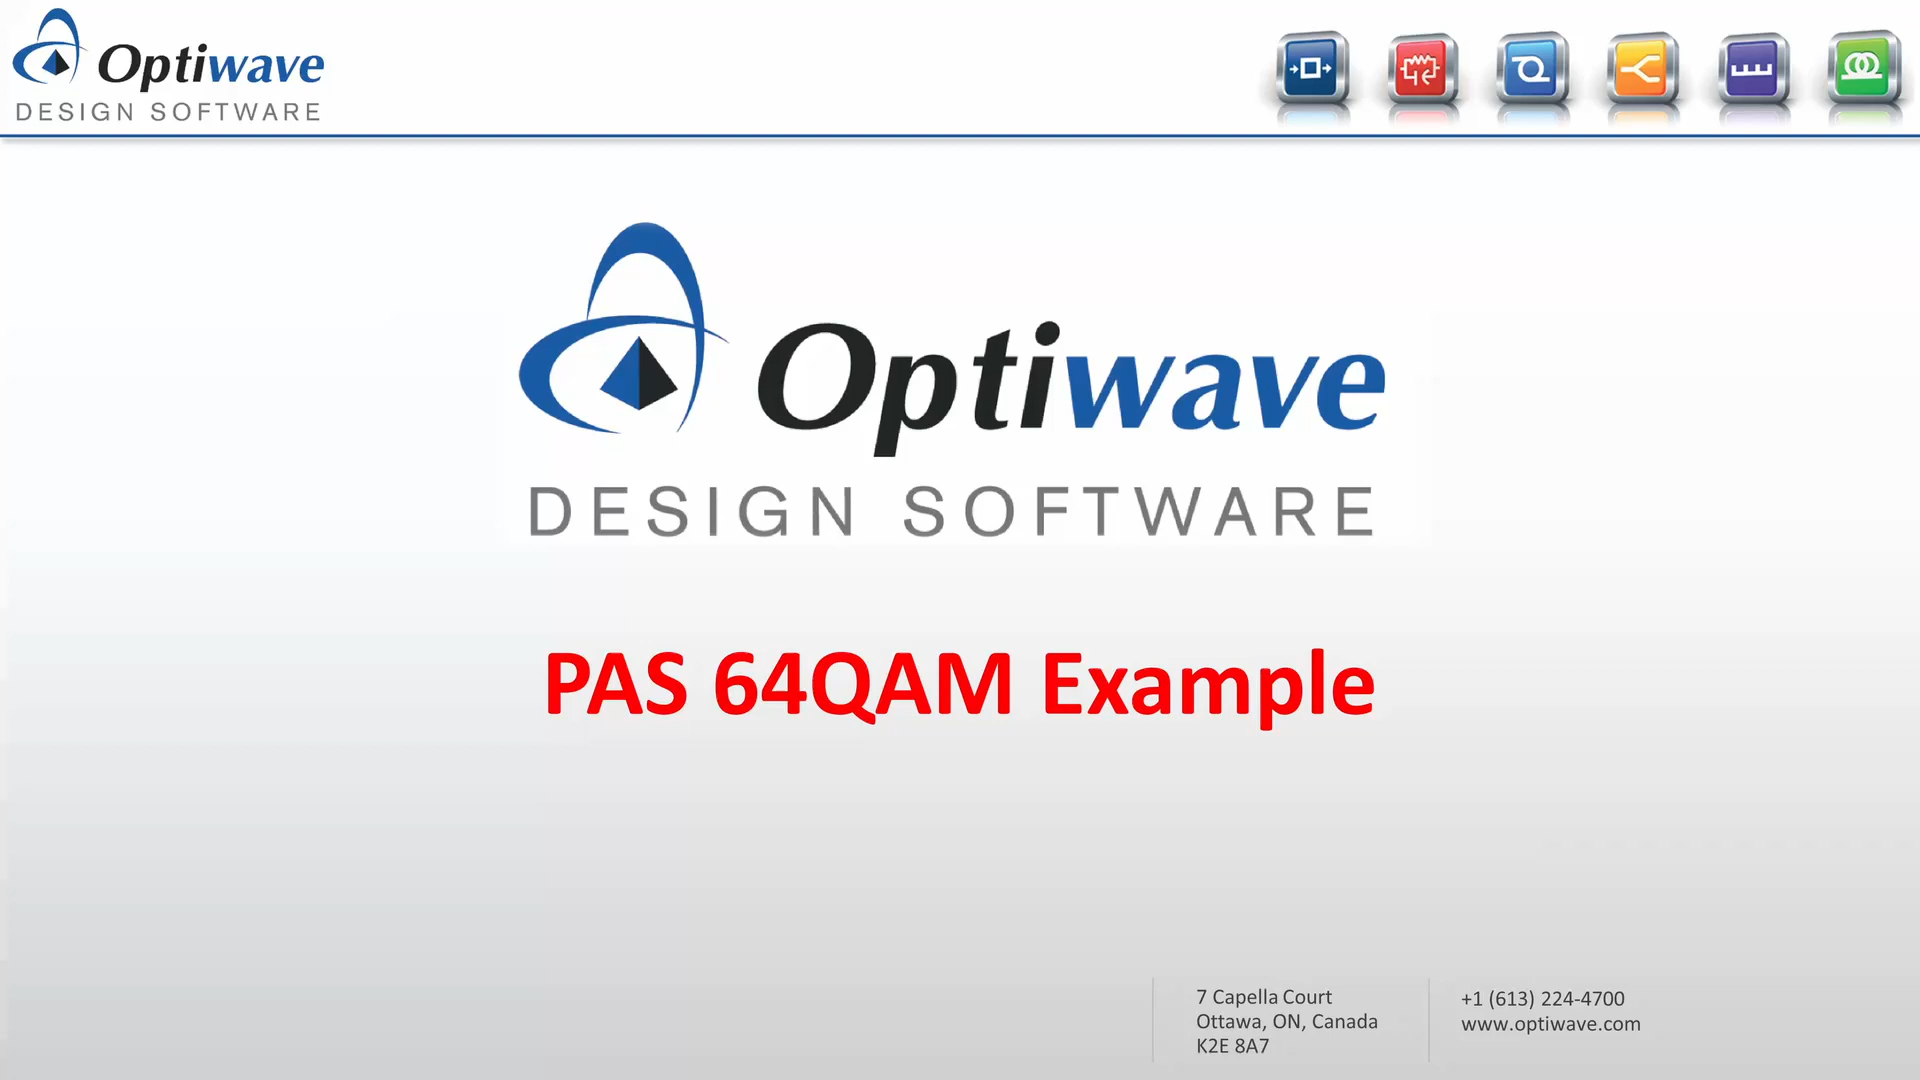 Optiwave
DESIGN SOFTWARE
Optiwave
DESIGN SOFTWARE
PAS 64QAM Example
7 Capella Court
Ottawa, ON, Canada
K2E 8A7
+1 (613) 224-4700
www.optiwave.com